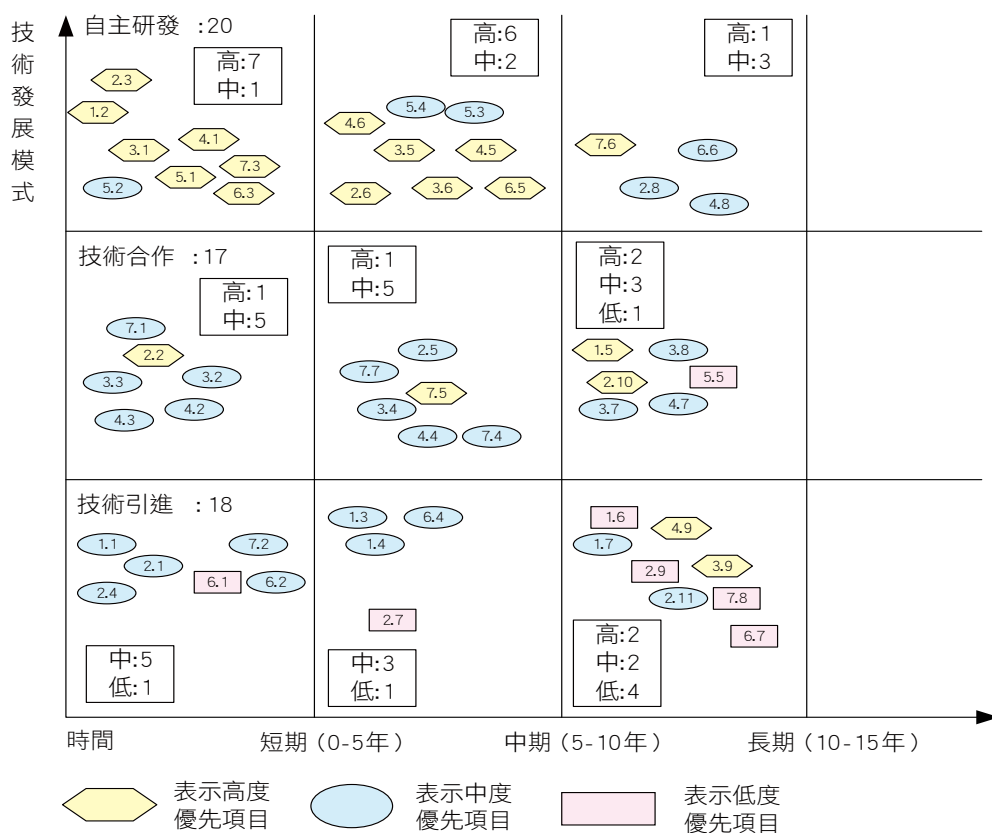 技術發展模式
自主研發 :20
高:7
中:1
2.3
1.2
3.1
4.1
7.3
5.1
5.2
6.3
高:6
中:2
5.4
5.3
4.6
3.5
4.5
2.6
3.6
6.5
高:1
中:3
7.6
6.6
2.8
4.8
技術合作 :17
高:1
中:5
7.1
2.2
3.3
3.2
4.3
4.2
高:1
中:5
2.5
7.7
7.5
3.4
4.4
7.4
高:2
中:3
低:1
1.5
3.8
2.10
5.5
3.7
4.7
技術引進 :18
1.1
7.2
2.1
6.1
6.2
2.4
中:5
低:1
1.3
6.4
1.4
2.7
中:3
低:1
1.6
4.9
1.7
2.9
3.9
2.11
7.8
6.7
高:2
中:2
低:4
時間
短期(0-5年)
中期(5-10年)
長期(10-15年)
表示高度
優先項目
表示中度
優先項目
表示低度
優先項目